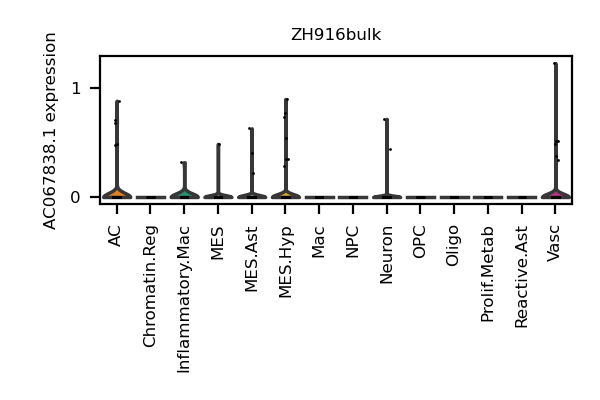 ZH916bulk
AC067838.1 expression
1
0
AC
Chromatin.Reg
Inflammatory.Mac
MES
MES.Ast
MES.Hyp
Mac
NPC
Neuron
OPC
Oligo
Prolif.Metab
Reactive.Ast
Vasc